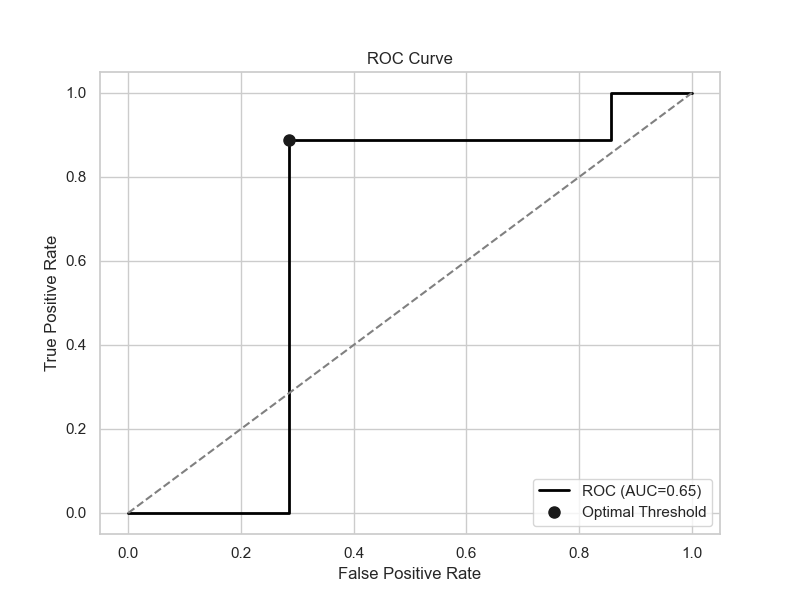 ROC Curve
1.0
0.8
0.6
0.4
0.2
0.0
True Positive Rate
0.0 0.2 0.4 0.6 0.8 1.0
False Positive Rate
ROC (AUC=0.65)
Optimal Threshold